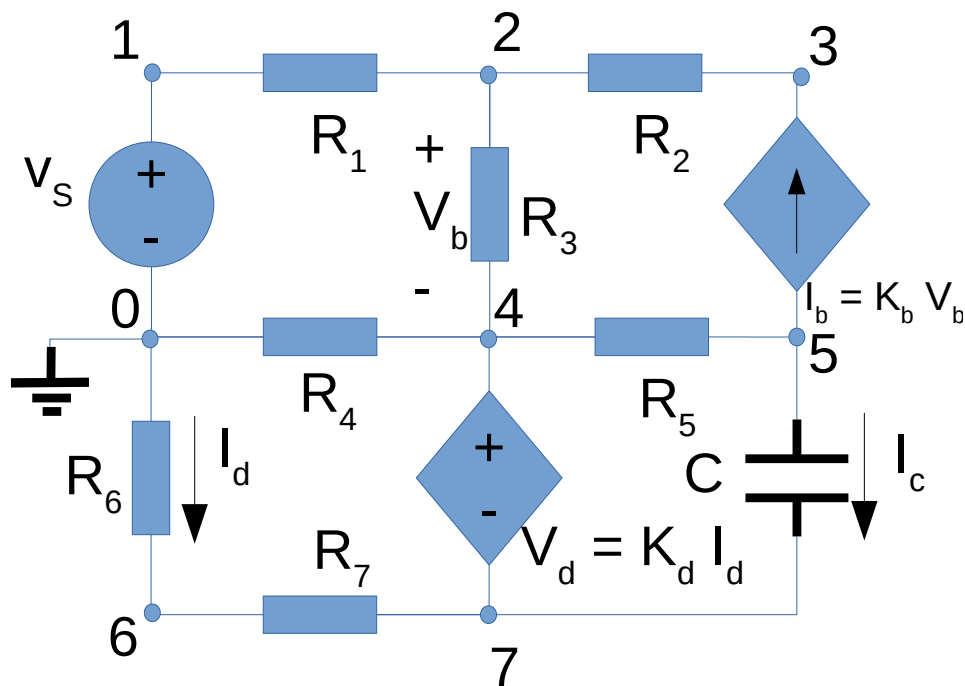 1
2
3
R1
R2
vS
+
-
+
Vb
-
R3
Ib = Kb Vb
0
4
5
R4
R5
R6
Id
+
-
C
Ic
Vd = Kd Id
R7
6
7